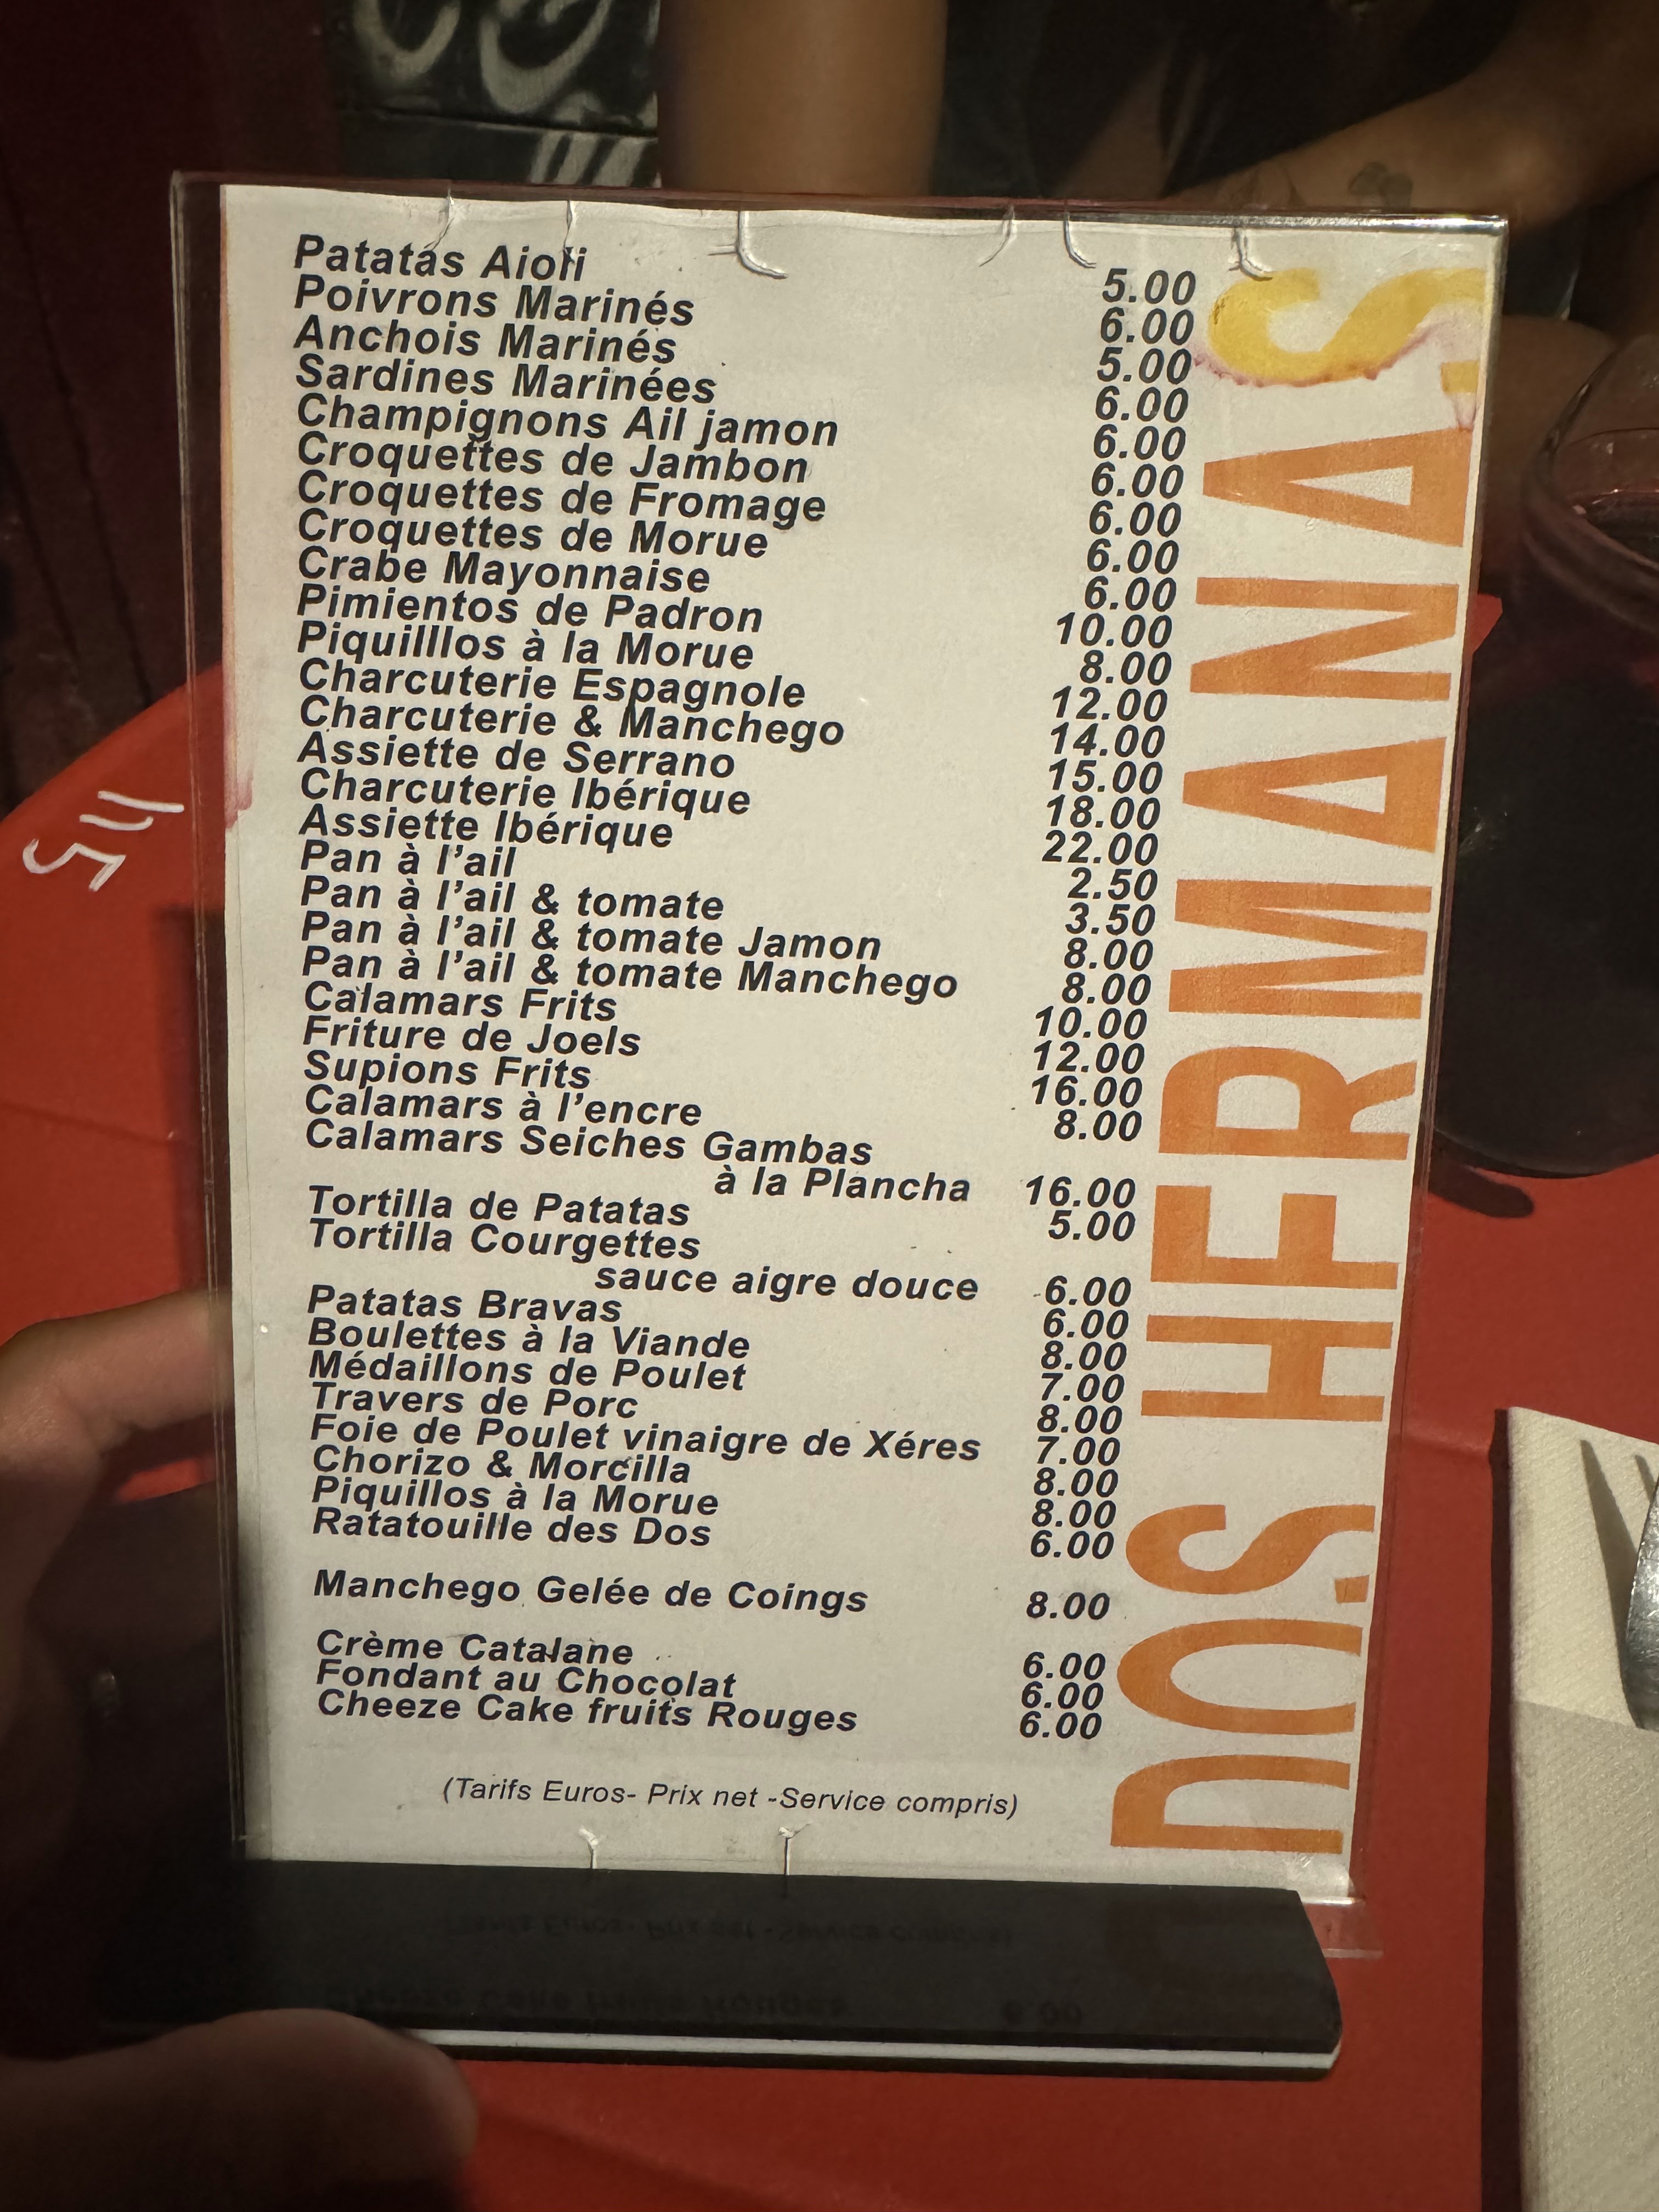 Patatas Aioli 5.00
Poivrons Marinés 6.00
Anchois Marinés 5.00
Sardines Marinées 6.00
Champignons Ail jamon 6.00
Croquettes de Jambon 6.00
Croquettes de Fromage 6.00
Croquettes de Morue 6.00
Crabe Mayonnaise 6.00
Pimientos de Padron 10.00
Piquilllos à la Morue 8.00
Charcuterie Espagnole 12.00
Charcuterie & Manchego 14.00
Assiette de Serrano 15.00
Charcuterie Ibérique 18.00
Assiette Ibérique 22.00
Pan à l'ail 2.50
Pan à l'ail & tomate 3.50
Pan à l'ail & tomate Jamon 8.00
Pan à l'ail & tomate Manchego 8.00
Calamars Frits 10.00
Friture de Joels 12.00
Supions Frits 16.00
Calamars à l'encre 8.00
Calamars Seiches Gambas
à la Plancha 16.00
Tortilla de Patatas 5.00
Tortilla Courgettes
sauce aigre douce 6.00
Patatas Bravas 6.00
Boulettes à la Viande 8.00
Médaillons de Poulet 7.00
Travers de Porc 8.00
Foie de Poulet vinaigre de Xéres 7.00
Chorizo & Morcilla 8.00
Piquillos à la Morue 8.00
Ratatouille des Dos 6.00
Manchego Gelée de Coings 8.00
Crème Catalane 6.00
Fondant au Chocolat 6.00
Cheeze Cake fruits Rouges 6.00
(Tarifs Euros- Prix net -Service compris)
DOS HERMANAS